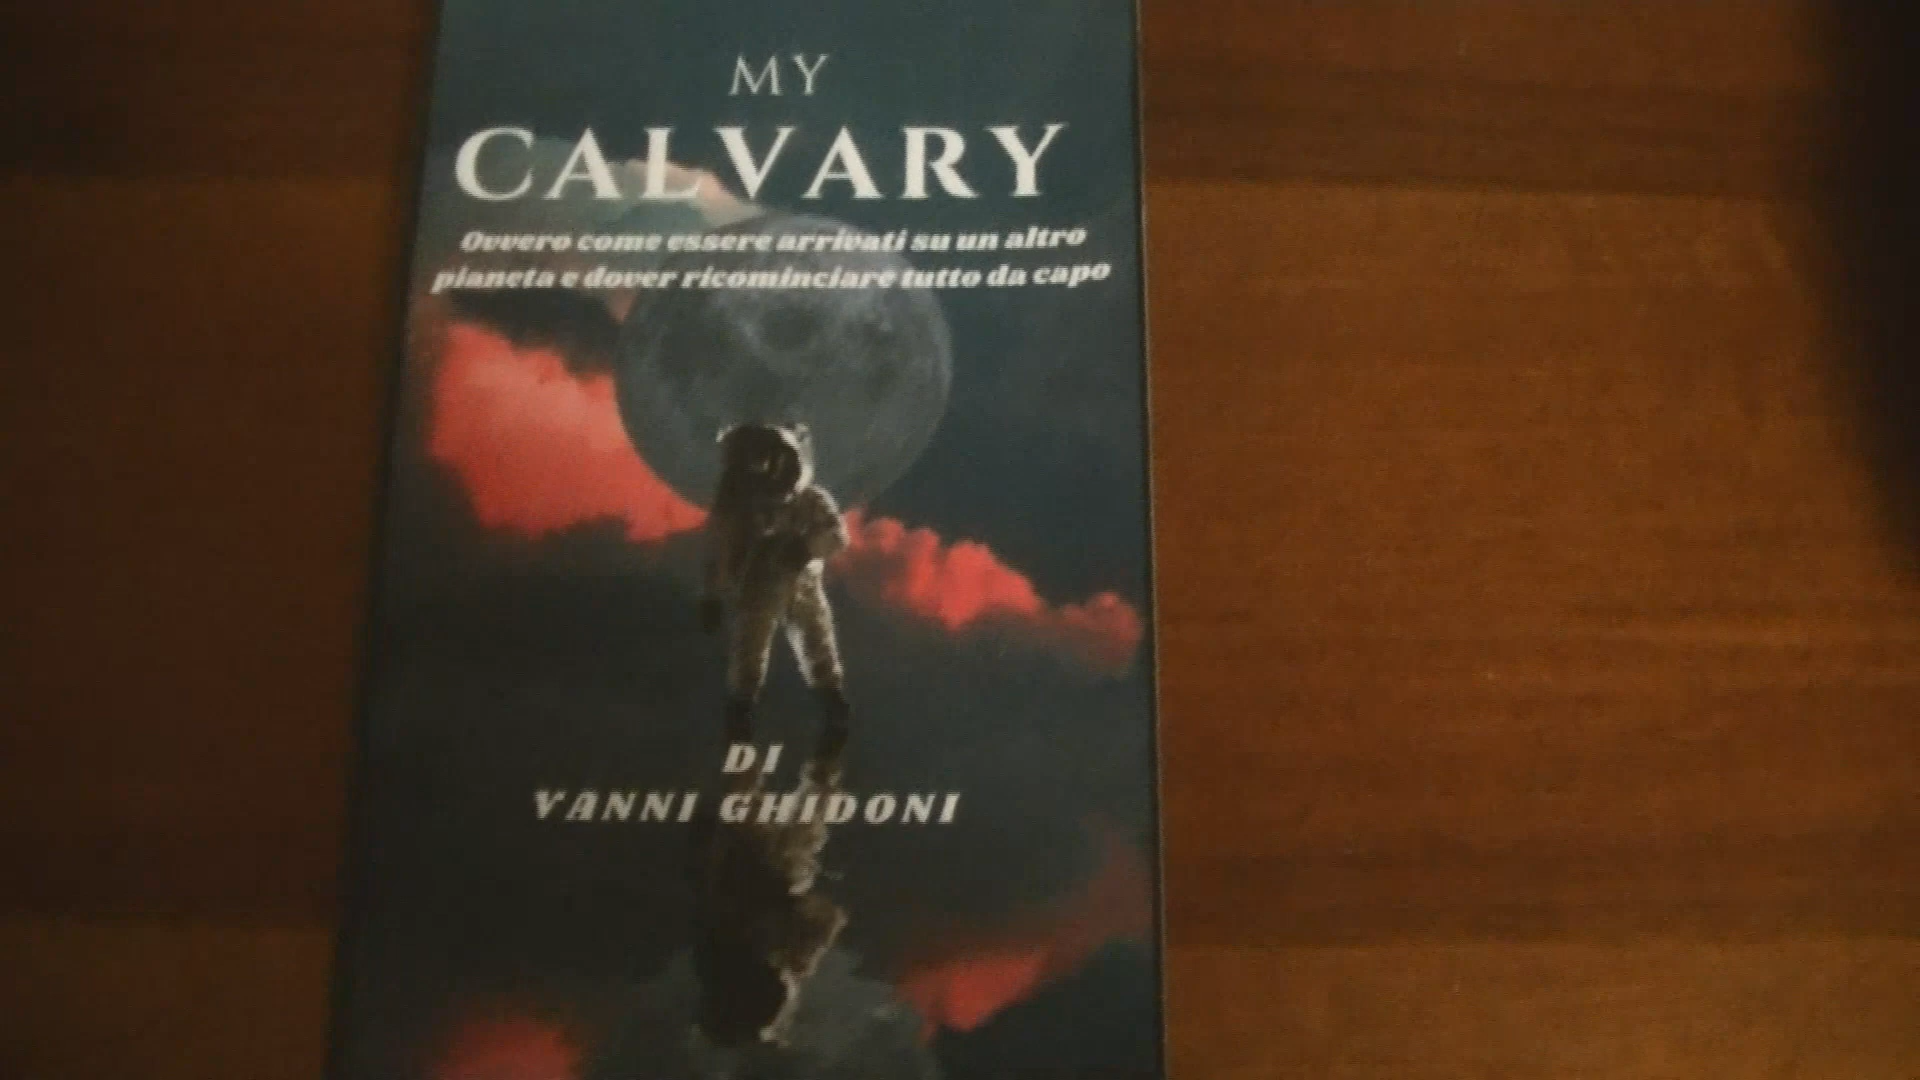 MY
CALVARY
Ovvero come essere arrivati su un altro
pianeta e dover ricominciare tutto da capo
DI
VANNI GHIDONI